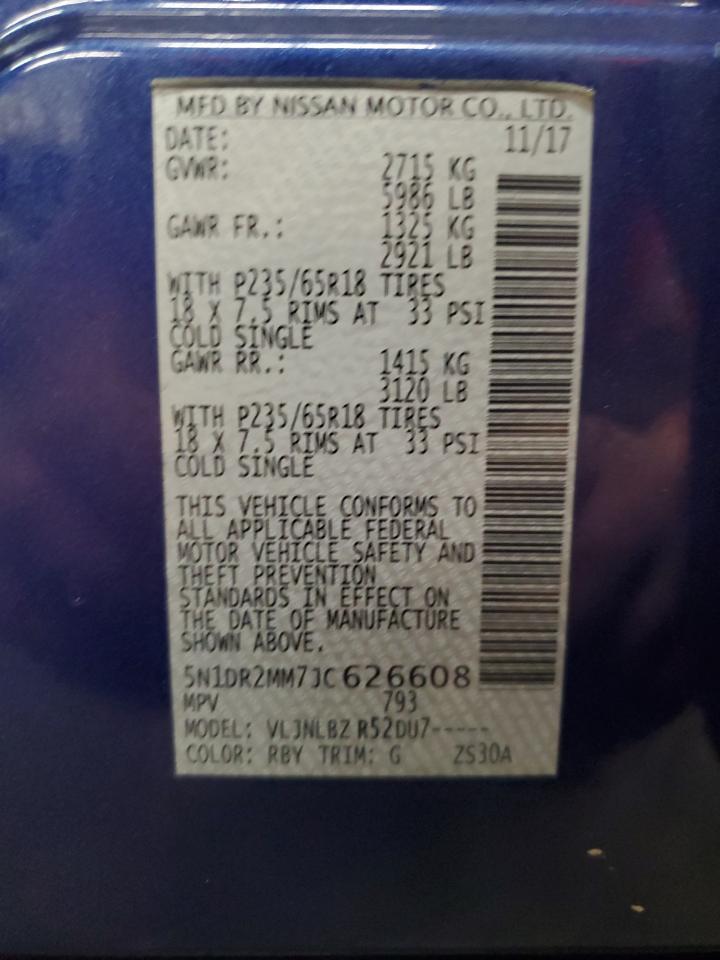 MFD BY NISSAN MOTOR CO., LTD.
DATE: 11/17
GVWR: 2715 KG
5986 LB
GAWR FR.: 1325 KG
2921 LB
WITH P235/65R18 TIRES
18 X 7.5 RIMS AT 33 PSI
COLD SINGLE
GAWR RR.: 1415 KG
3120 LB
WITH P235/65R18 TIRES
18 X 7.5 RIMS AT 33 PSI
COLD SINGLE
THIS VEHICLE CONFORMS TO
ALL APPLICABLE FEDERAL
MOTOR VEHICLE SAFETY AND
THEFT PREVENTION
STANDARDS IN EFFECT ON
THE DATE OF MANUFACTURE
SHOWN ABOVE.
5N1DR2MM7JC626608
MPV 793
MODEL: VLJNLBZ R52DU7-----
COLOR: RBY TRIM: G ZS30A